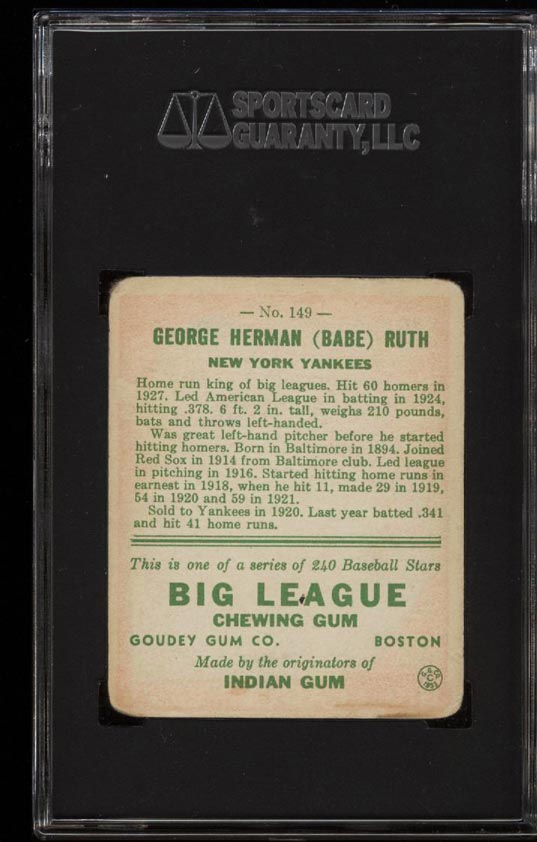 SPORTSCARD
GUARANTY, LLC
— No. 149 —
GEORGE HERMAN (BABE) RUTH
NEW YORK YANKEES
Home run king of big leagues. Hit 60 homers in
1927. Led American League in batting in 1924,
hitting .378. 6 ft. 2 in. tall, weighs 210 pounds,
bats and throws left-handed.
Was great left-hand pitcher before he started
hitting homers. Born in Baltimore in 1894. Joined
Red Sox in 1914 from Baltimore club. Led league
in pitching in 1916. Started hitting home runs in
earnest in 1918, when he hit 11, made 29 in 1919,
54 in 1920 and 59 in 1921.
Sold to Yankees in 1920. Last year batted .341
and hit 41 home runs.
This is one of a series of 240 Baseball Stars
BIG LEAGUE
CHEWING GUM
GOUDEY GUM CO. BOSTON
Made by the originators of
INDIAN GUM